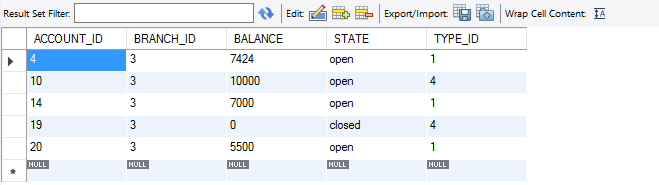 Result Set Filter: Edit: Export/Import: Wrap Cell Content: IA
ACCOUNT_ID BRANCH_ID BALANCE STATE TYPE_ID
4 3 7424 open 1
10 3 10000 open 4
14 3 7000 open 1
19 3 0 closed 4
20 3 5500 open 1
* NULL NULL NULL NULL NULL